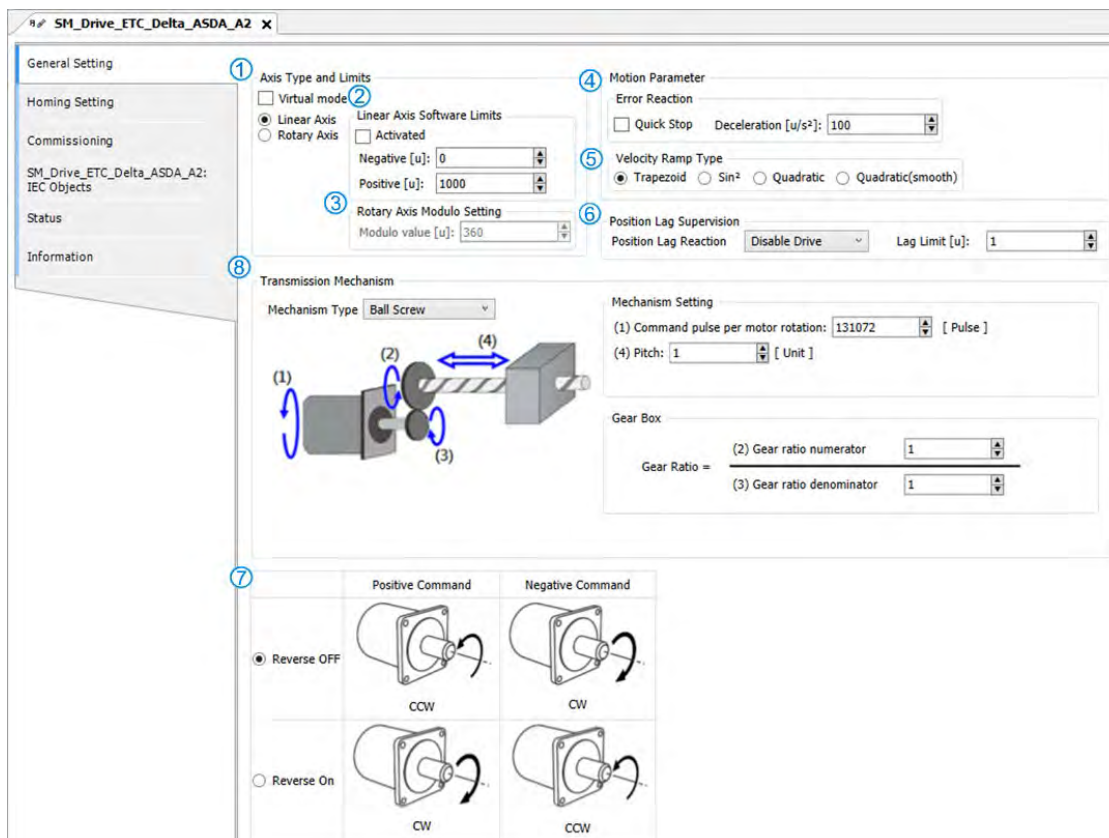 SM_Drive_ETC_Delta_ASDA_A2 ×
General Setting
Homing Setting
Commissioning
SM_Drive_ETC_Delta_ASDA_A2:
IEC Objects
Status
Information
①
Axis Type and Limits
Virtual mode
②
Linear Axis
Rotary Axis
Linear Axis Software Limits
Activated
Negative [u]: 0
Positive [u]: 1000
③
Rotary Axis Modulo Setting
Modulo value [u]: 360
④
Motion Parameter
Error Reaction
Quick Stop Deceleration [u/s²]: 100
⑤
Velocity Ramp Type
Trapezoid Sin² Quadratic Quadratic(smooth)
⑥
Position Lag Supervision
Position Lag Reaction Disable Drive Lag Limit [u]: 1
⑧
Transmission Mechanism
Mechanism Type Ball Screw
(1)
(2)
(4)
(3)
Mechanism Setting
(1) Command pulse per motor rotation: 131072 [ Pulse ]
(4) Pitch: 1 [ Unit ]
Gear Box
Gear Ratio =
(2) Gear ratio numerator 1
(3) Gear ratio denominator 1
⑦
Positive Command Negative Command
Reverse OFF
CCW CW
Reverse On
CW CCW